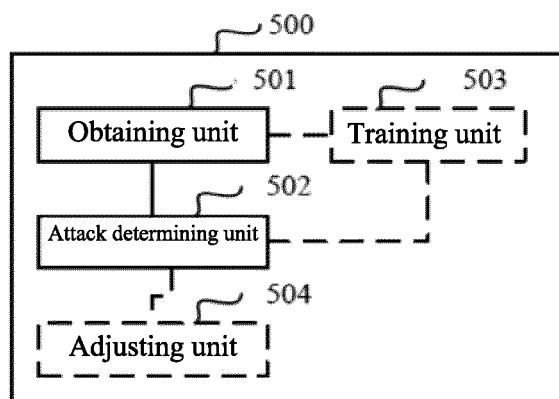 500
501
503
Obtaining unit
Training unit
502
Attack determining unit
504
Adjusting unit